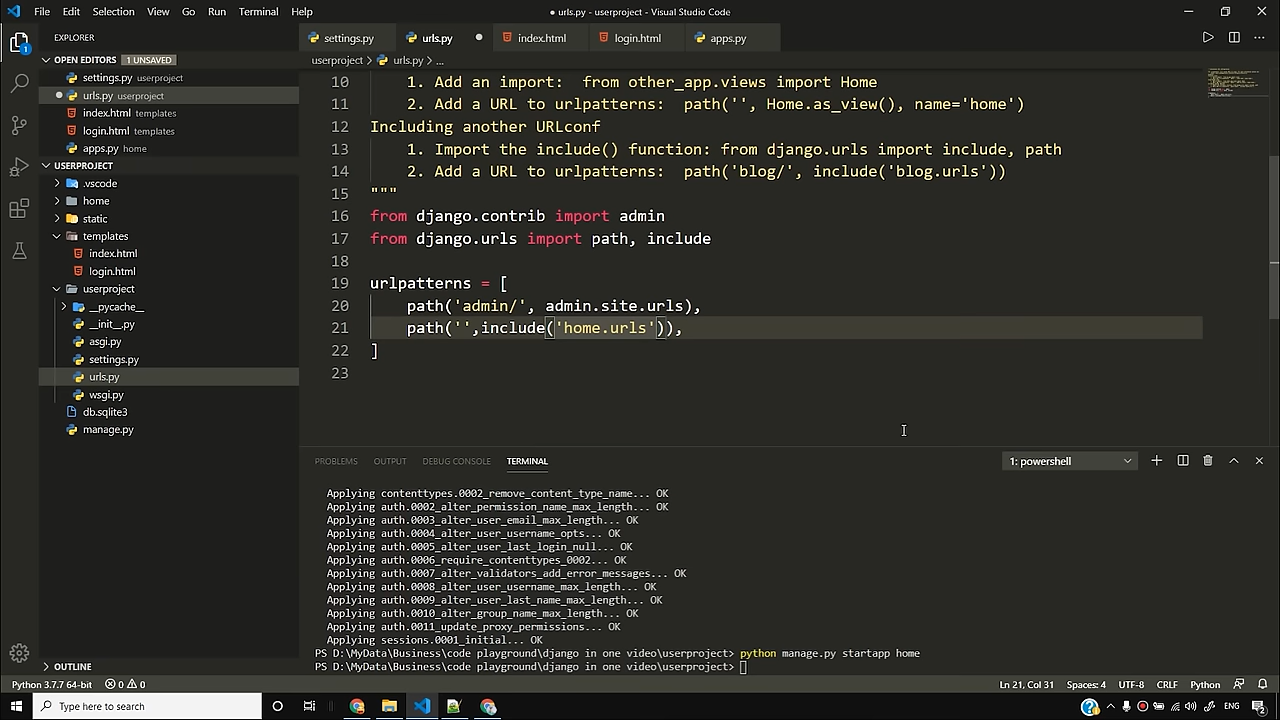 File Edit Selection View Go Run Terminal Help
● urls.py - userproject - Visual Studio Code
EXPLORER
OPEN EDITORS 1 UNSAVED
settings.py userproject
urls.py userproject
index.html templates
login.html templates
apps.py home
USERPROJECT
.vscode
home
static
templates
index.html
login.html
userproject
__pycache__
__init__.py
asgi.py
settings.py
urls.py
wsgi.py
db.sqlite3
manage.py
OUTLINE
settings.py urls.py index.html login.html apps.py
userproject > urls.py > ...
10 1. Add an import:  from other_app.views import Home
11 2. Add a URL to urlpatterns:  path('', Home.as_view(), name='home')
12 Including another URLconf
13 1. Import the include() function: from django.urls import include, path
14 2. Add a URL to urlpatterns:  path('blog/', include('blog.urls'))
15 """
16 from django.contrib import admin
17 from django.urls import path, include
18
19 urlpatterns = [
20 path('admin/', admin.site.urls),
21 path('',include('home.urls')),
22 ]
23
PROBLEMS OUTPUT DEBUG CONSOLE TERMINAL
1: powershell
Applying contenttypes.0002_remove_content_type_name... OK
Applying auth.0002_alter_permission_name_max_length... OK
Applying auth.0003_alter_user_email_max_length... OK
Applying auth.0004_alter_user_username_opts... OK
Applying auth.0005_alter_user_last_login_null... OK
Applying auth.0006_require_contenttypes_0002... OK
Applying auth.0007_alter_validators_add_error_messages... OK
Applying auth.0008_alter_user_username_max_length... OK
Applying auth.0009_alter_user_last_name_max_length... OK
Applying auth.0010_alter_group_name_max_length... OK
Applying auth.0011_update_proxy_permissions... OK
Applying sessions.0001_initial... OK
PS D:\MyData\Business\code playground\django in one video\userproject> python manage.py startapp home
PS D:\MyData\Business\code playground\django in one video\userproject>
Python 3.7.7 64-bit 0 0
Ln 21, Col 31 Spaces: 4 UTF-8 CRLF Python
Type here to search
ENG